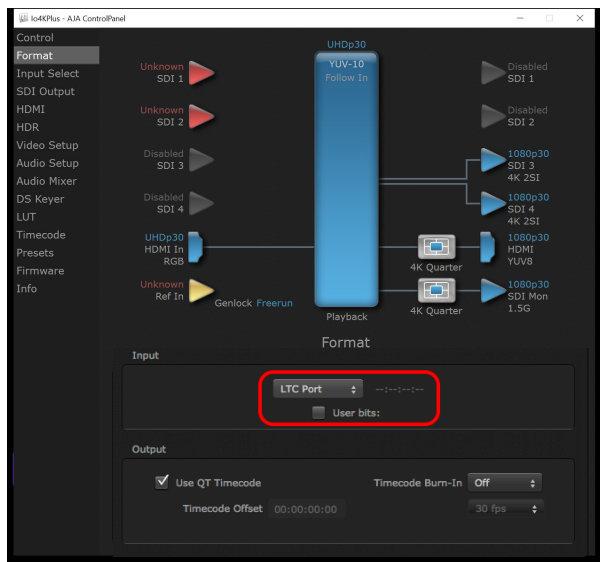 Io4KPlus - AJA ControlPanel
Control
Format
Input Select
SDI Output
HDMI
HDR
Video Setup
Audio Setup
Audio Mixer
DS Keyer
LUT
Timecode
Presets
Firmware
Info
UHDp30
YUV-10
Follow In
Unknown
SDI 1
Unknown
SDI 2
Disabled
SDI 3
Disabled
SDI 4
UHDp30
HDMI In
RGB
Unknown
Ref In
Genlock Freerun
Playback
Disabled
SDI 1
Disabled
SDI 2
1080p30
SDI 3
4K 2SI
1080p30
SDI 4
4K 2SI
4K Quarter
1080p30
HDMI
YUV8
4K Quarter
1080p30
SDI Mon
1.5G
Format
Input
LTC Port --:--:--:--
User bits:
Output
Use QT Timecode Timecode Burn-In Off
Timecode Offset 00:00:00:00 30 fps